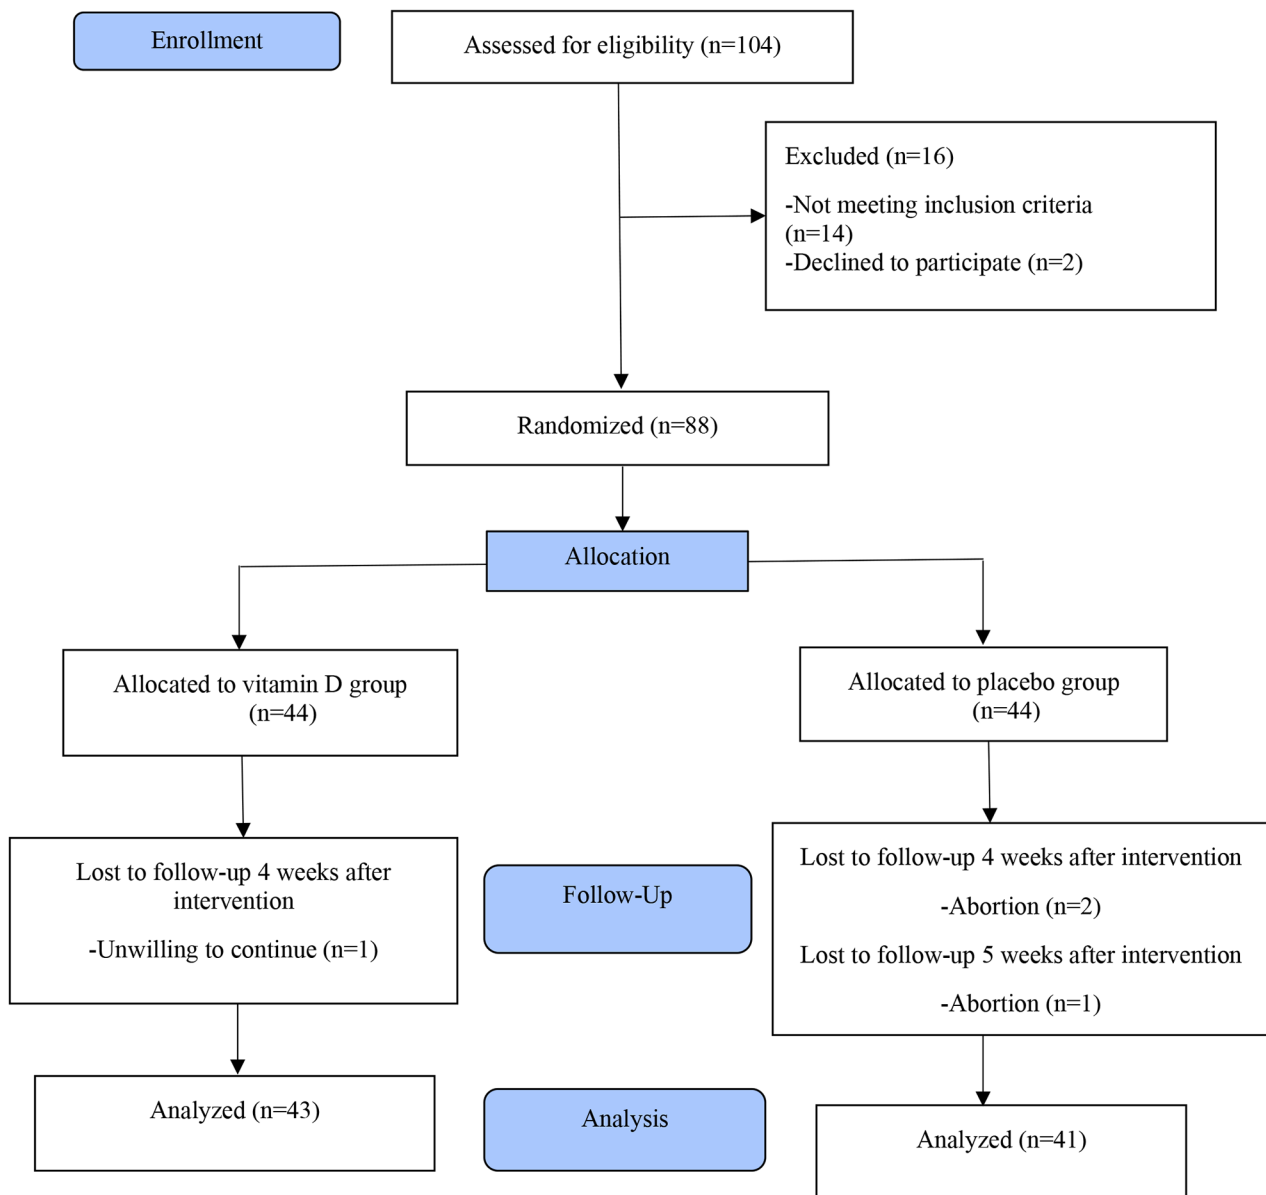 Enrollment
Assessed for eligibility (n=104)
Excluded (n=16)
-Not meeting inclusion criteria
(n=14)
-Declined to participate (n=2)
Randomized (n=88)
Allocation
Allocated to vitamin D group
(n=44)
Allocated to placebo group
(n=44)
Lost to follow-up 4 weeks after
intervention
-Unwilling to continue (n=1)
Follow-Up
Lost to follow-up 4 weeks after intervention
-Abortion (n=2)
Lost to follow-up 5 weeks after intervention
-Abortion (n=1)
Analyzed (n=43)
Analysis
Analyzed (n=41)